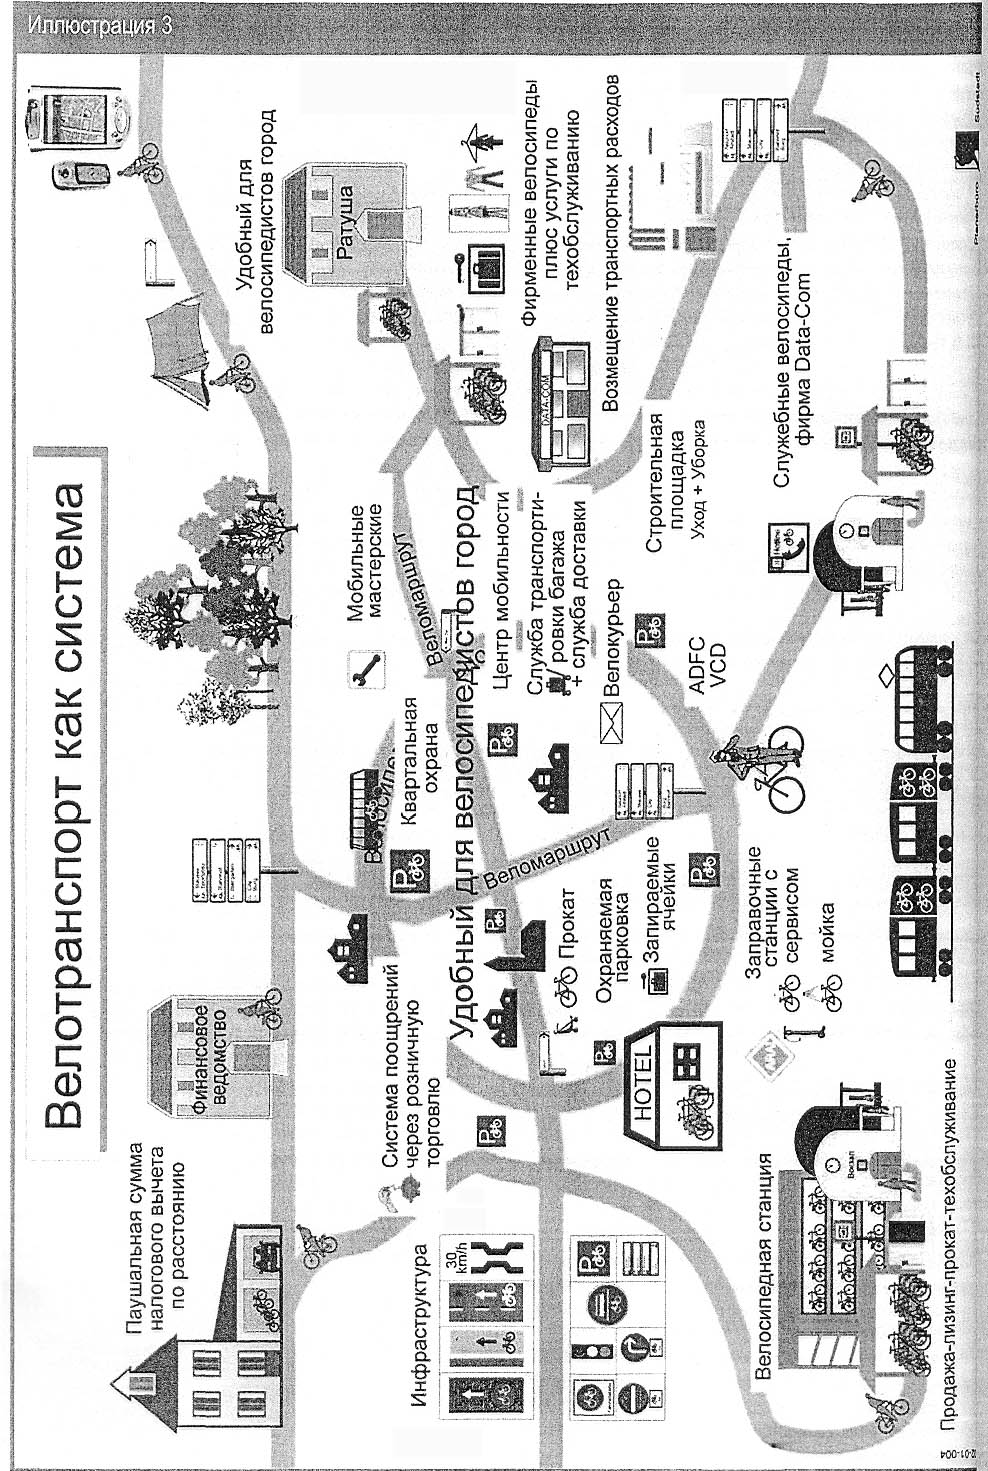 Иллюстрация 3
Велотранспорт как система
Паушальная сумма
налогового вычета
по расстоянию
Финансовое
ведомство
Удобный для
велосипедистов город
Ратуша
Мобильные
мастерские
Веломаршрут
Система поощрений
через розничную
торговлю
Квартальная
охрана
Удобный для велосипедистов город
Центр мобильности
Служба транспорти-
ровки багажа
+ служба доставки
Фирменные велосипеды
плюс услуги по
техобслуживанию
DATA-COM
Возмещение транспортных расходов
Инфраструктура
30
km/h
P
P
P
P
P
P
P
P
Веломаршрут
Прокат
Охраняемая
парковка
Запираемые
ячейки
HOTEL
Велокурьер
ADFC
VCD
Строительная
площадка
Уход + Уборка
Служебные велосипеды,
фирма Data-Com
Заправочные
станции с
сервисом
мойка
Велосипедная станция
Вокзал
Продажа-лизинг-прокат-техобслуживание